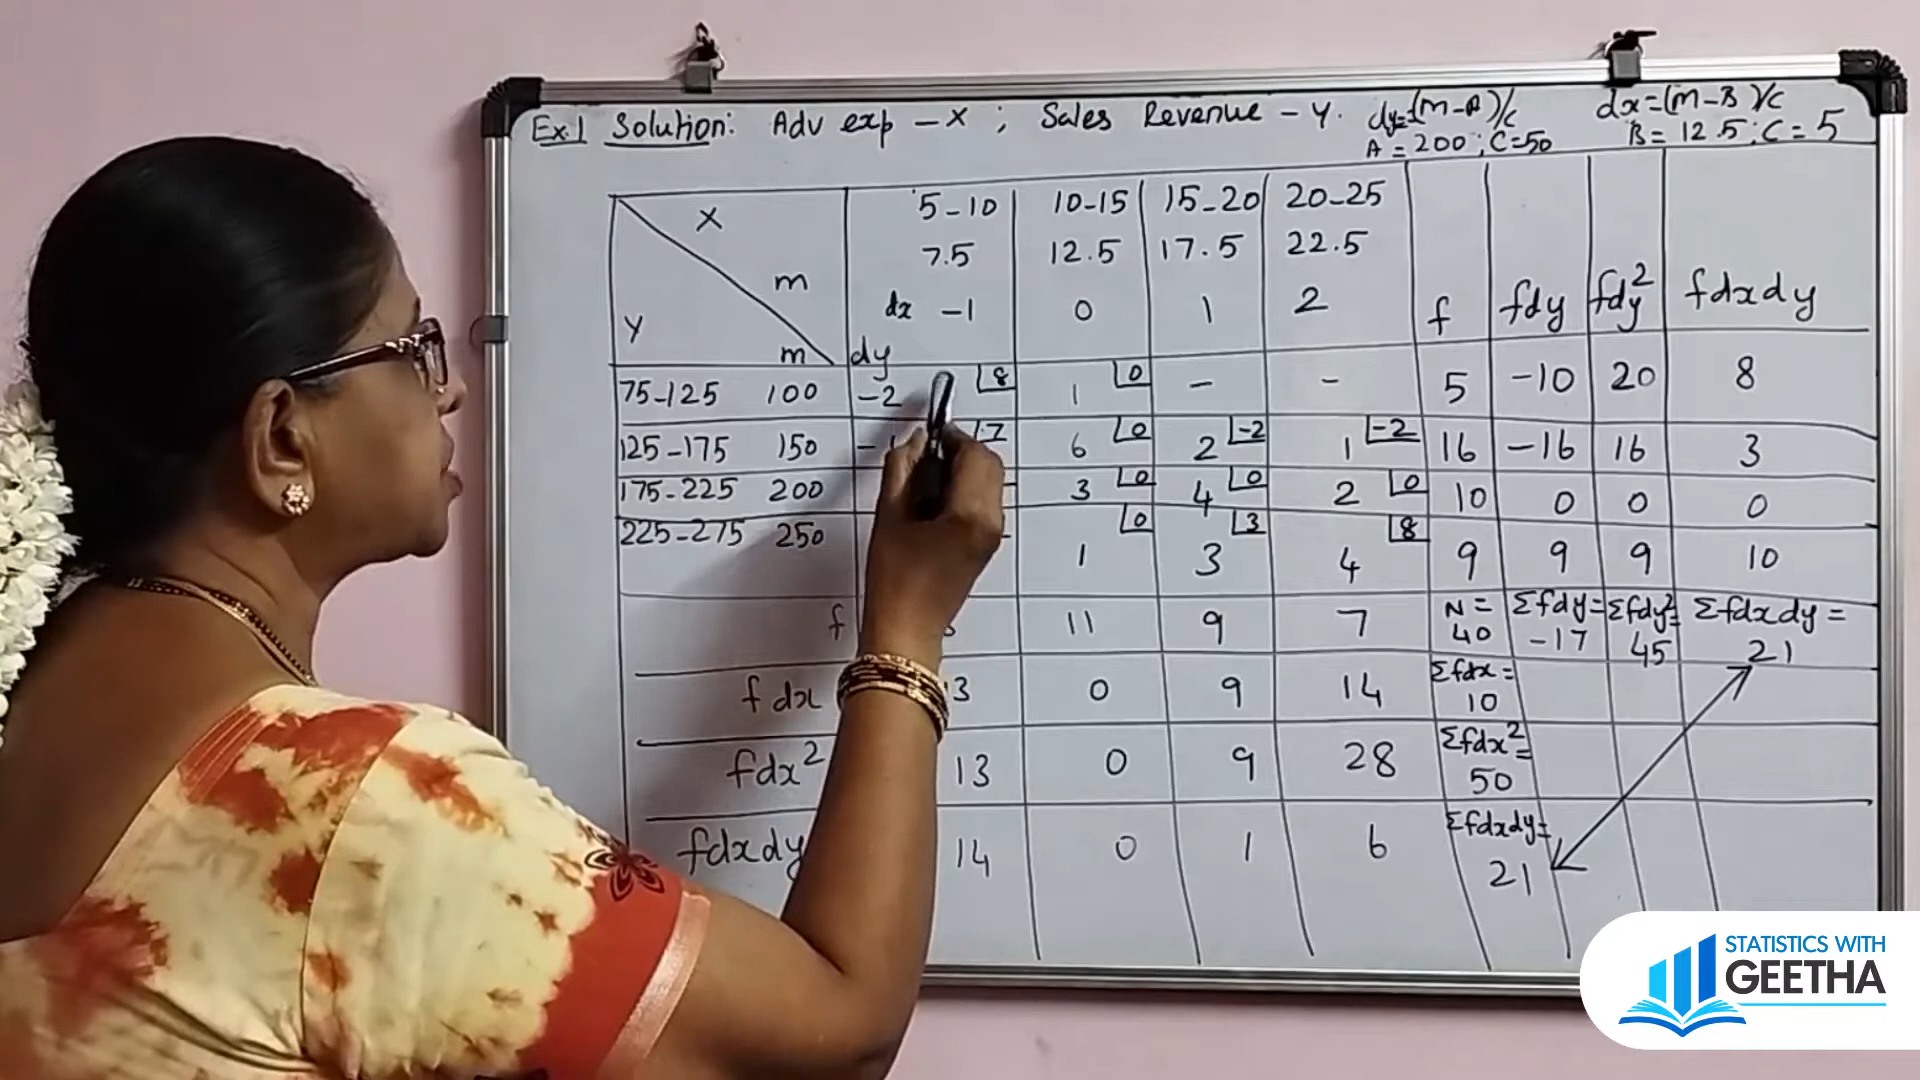 Ex.1 Solution: Adv exp - X ; Sales Revenue - Y. dy=(m-A)/c dx=(m-B)/c
A = 200 ; C=50 B= 12.5; C= 5
X 5-10 10-15 15-20 20-25
m 7.5 12.5 17.5 22.5
Y dx -1 0 1 2 f fdy fdy² fdxdy
m dy
75-125 100 -2 8 1 0 - - 5 -10 20 8
125-175 150 7 6 0 2 -2 1 -2 16 -16 16 3
175-225 200 3 0 4 0 2 0 10 0 0 0
225-275 250 1 0 3 3 4 8 9 9 9 10
f 11 9 7 N= 40 Σfdy= -17 Σfdy²= 45 Σfdxdy= 21
fdx 13 0 9 14 Σfdx= 10
fdx² 13 0 9 28 Σfdx²= 50
fdxdy 14 0 1 6 Σfdxdy= 21
STATISTICS WITH
GEETHA